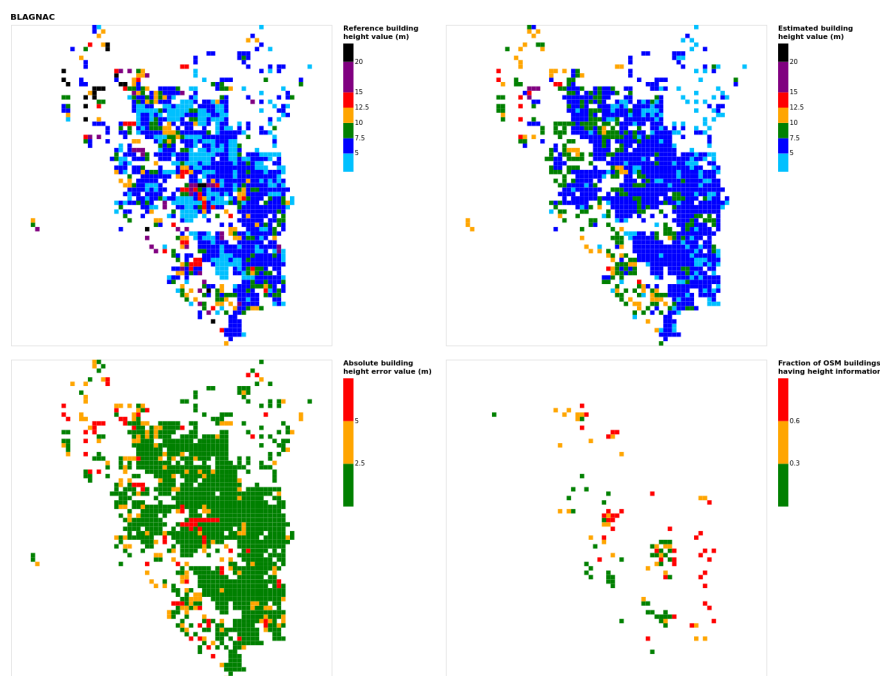 BLAGNAC
Reference building
height value (m)
20
15
12.5
10
7.5
5
Estimated building
height value (m)
20
15
12.5
10
7.5
5
Absolute building
height error value (m)
5
2.5
Fraction of OSM buildings
having height information
0.6
0.3